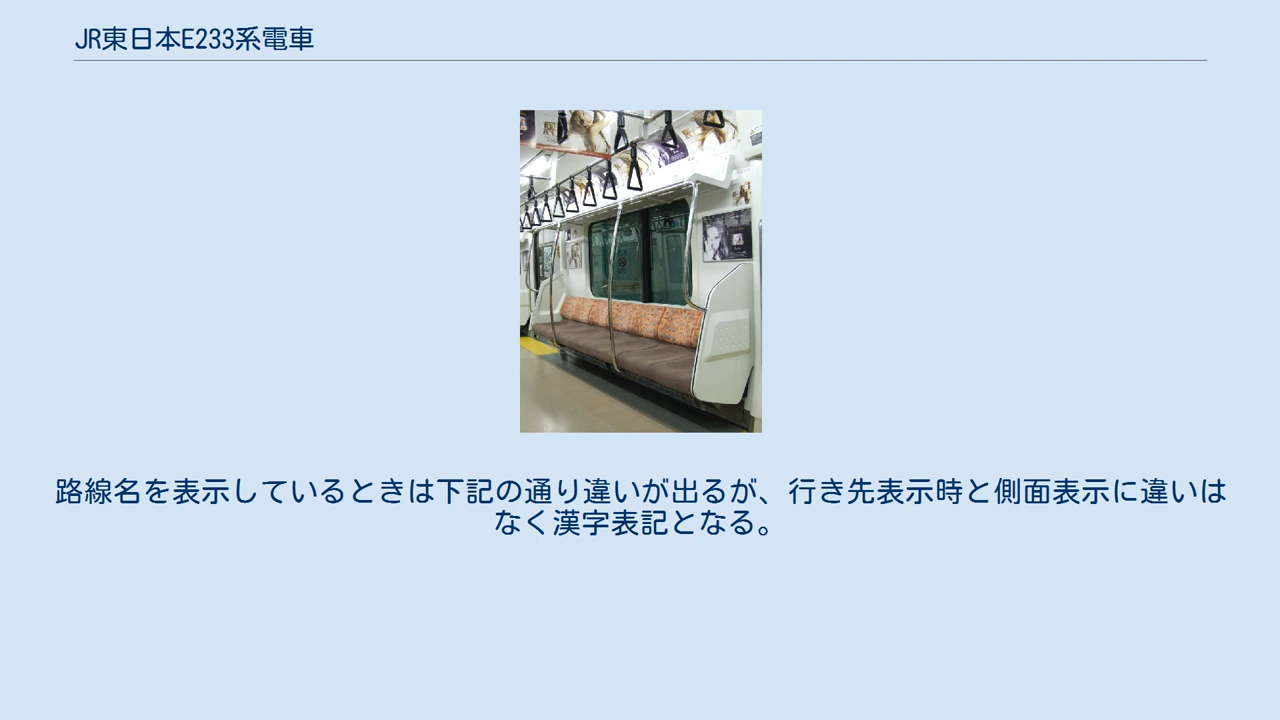 JR東日本E233系電車
路線名を表示しているときは下記の通り違いが出るが、行き先表示時と側面表示に違いは
なく漢字表記となる。